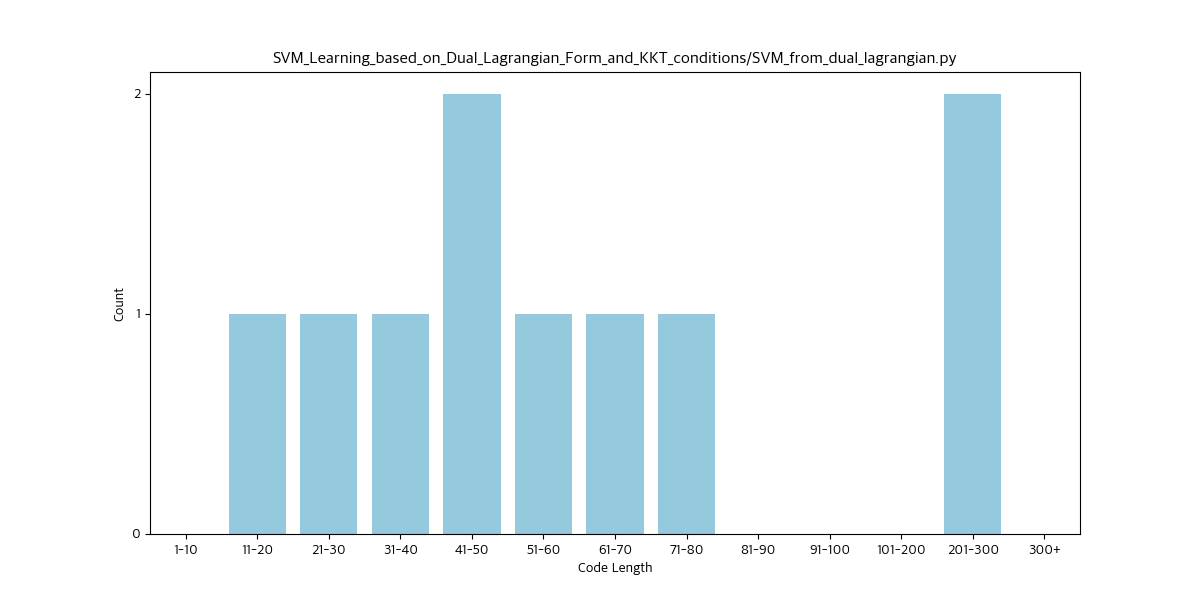 SVM_Learning_based_on_Dual_Lagrangian_Form_and_KKT_conditions/SVM_from_dual_lagrangian.py
2
1
0
Count
1-10 11-20 21-30 31-40 41-50 51-60 61-70 71-80 81-90 91-100 101-200 201-300 300+
Code Length